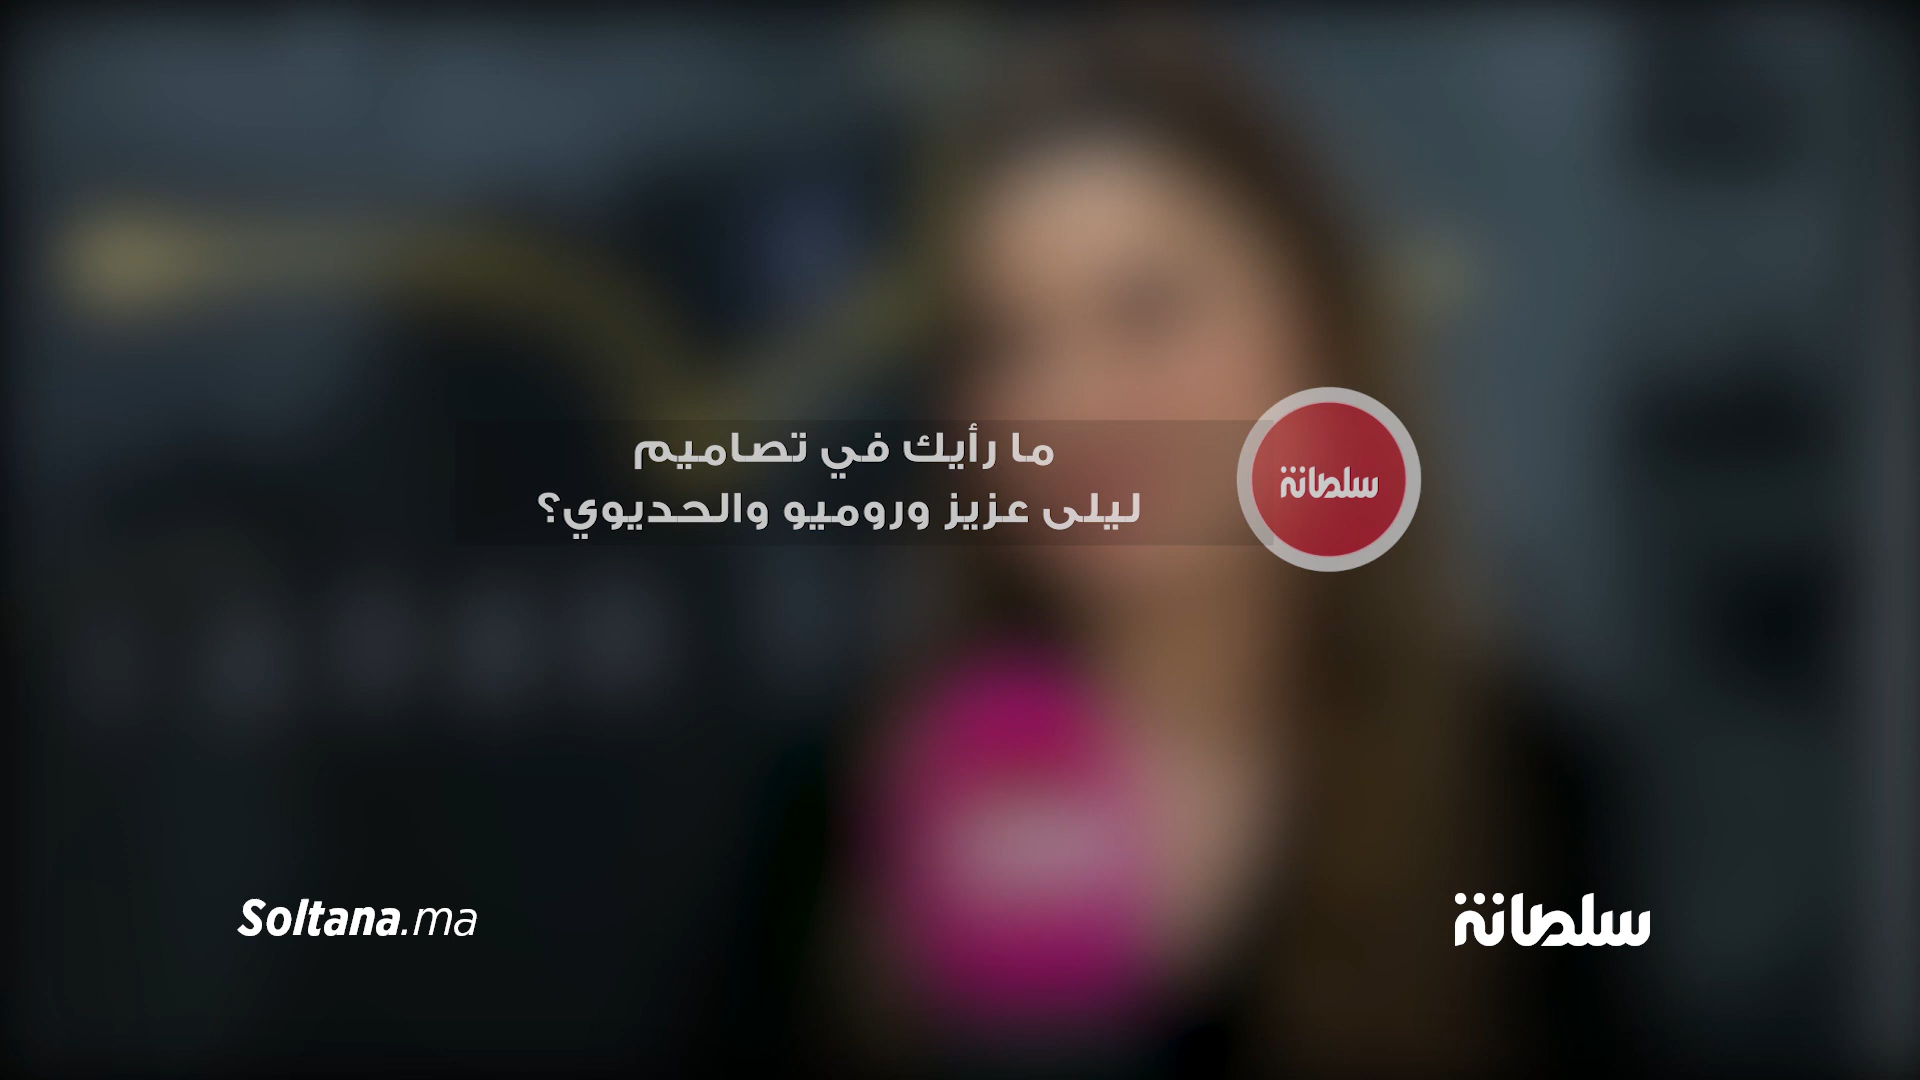 ما رأيك في تصاميم
ليلى عزيز وروميو والحديوي؟
سلطانة
Soltana.ma
سلطانة